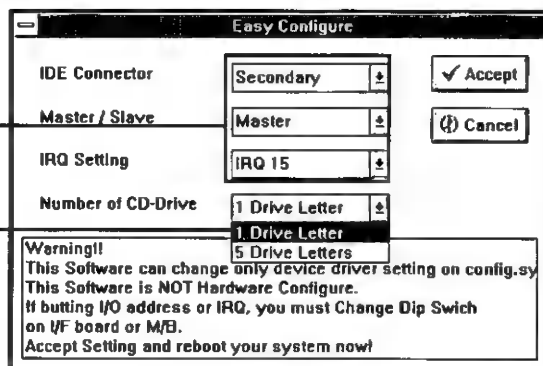 Easy Configure
IDE Connector
Secondary
Accept
Master / Slave
Master
Cancel
IRQ Setting
IRQ 15
Number of CD-Drive
1 Drive Letter
1 Drive Letter
5 Drive Letters
Warning!!
This Software can change only device driver setting on config.sy
This Software is NOT Hardware Configure.
If butting I/O address or IRQ, you must Change Dip Swich
on I/F board or M/B.
Accept Setting and reboot your system now!